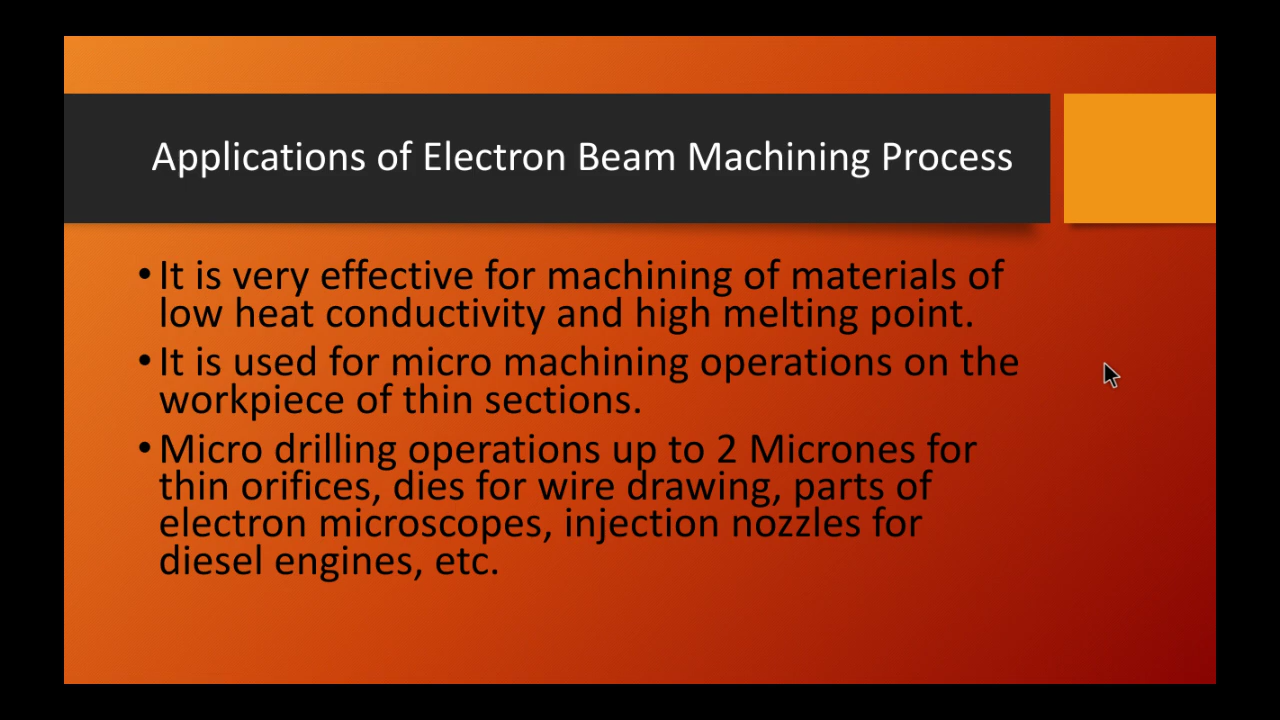 Applications of Electron Beam Machining Process
•It is very effective for machining of materials of
low heat conductivity and high melting point.
•It is used for micro machining operations on the
workpiece of thin sections.
•Micro drilling operations up to 2 Micrones for
thin orifices, dies for wire drawing, parts of
electron microscopes, injection nozzles for
diesel engines, etc.